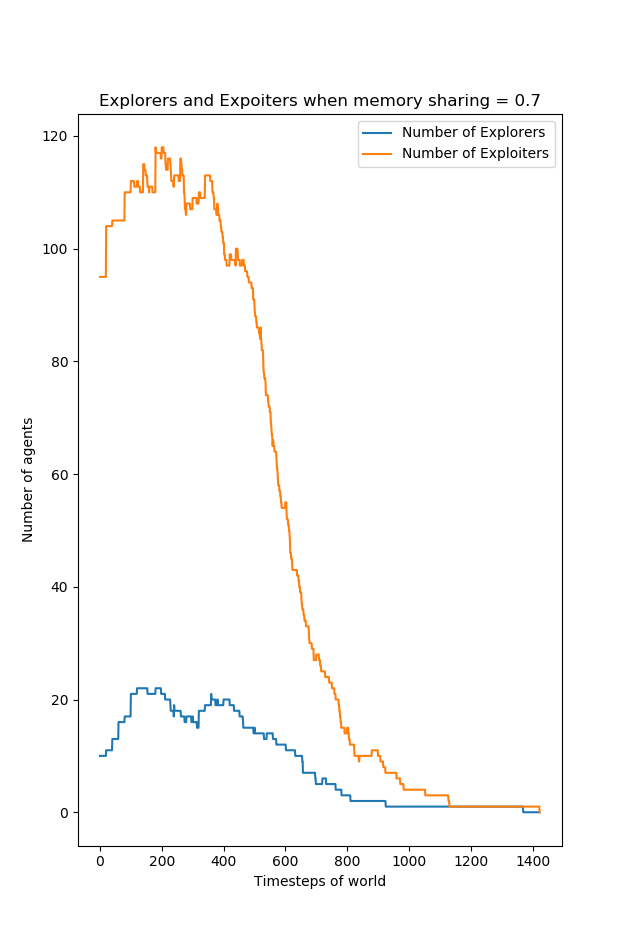 Explorers and Expoiters when memory sharing = 0.7
Number of Explorers
Number of Exploiters
120
100
80
60
40
20
0
Number of agents
0 200 400 600 800 1000 1200 1400
Timesteps of world